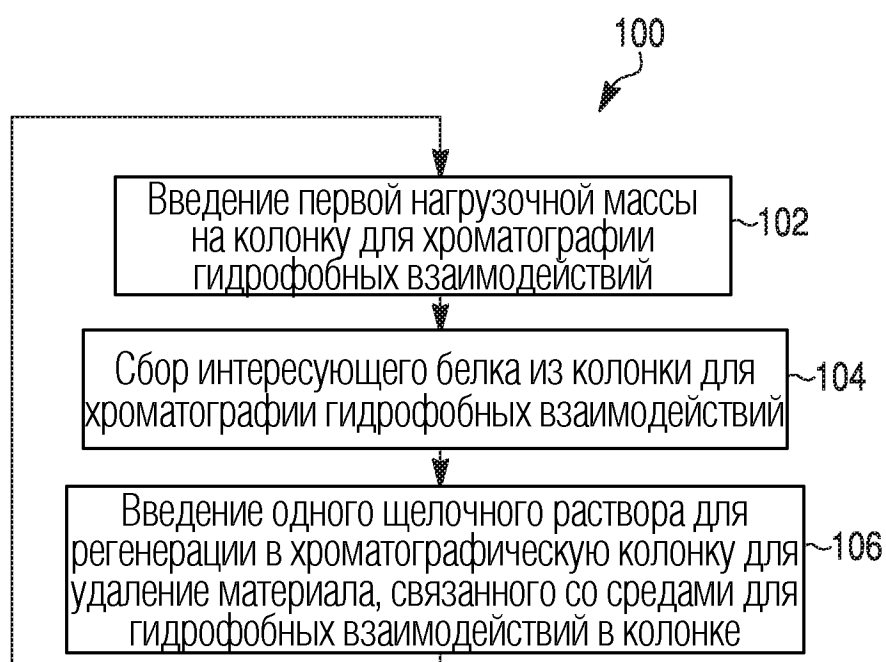 100
Введение первой нагрузочной массы
на колонку для хроматографии
гидрофобных взаимодействий
102
Сбор интересующего белка из колонки для
хроматографии гидрофобных взаимодействий
104
Введение одного щелочного раствора для
регенерации в хроматографическую колонку для
удаление материала, связанного со средами для
гидрофобных взаимодействий в колонке
106